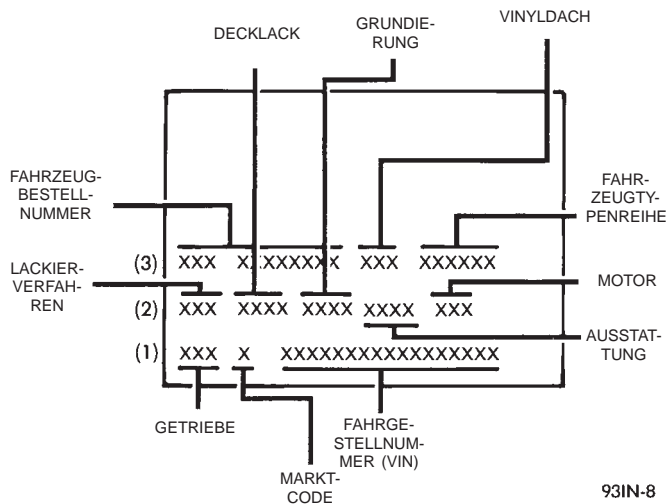 VINYLDACH
GRUNDIE-
RUNG
DECKLACK
FAHRZEUG-
BESTELL-
NUMMER
FAHR-
ZEUGTY-
PENREIHE
(3) XXX XXXXXXXX XXX XXXXXX
LACKIER-
VERFAH-
REN
MOTOR
(2) XXX XXXX XXXX XXXX XXX
AUSSTAT-
TUNG
(1) XXX X XXXXXXXXXXXXXXXXX
GETRIEBE
FAHRGE-
STELLNUM-
MER (VIN)
MARKT-
CODE
93IN-8